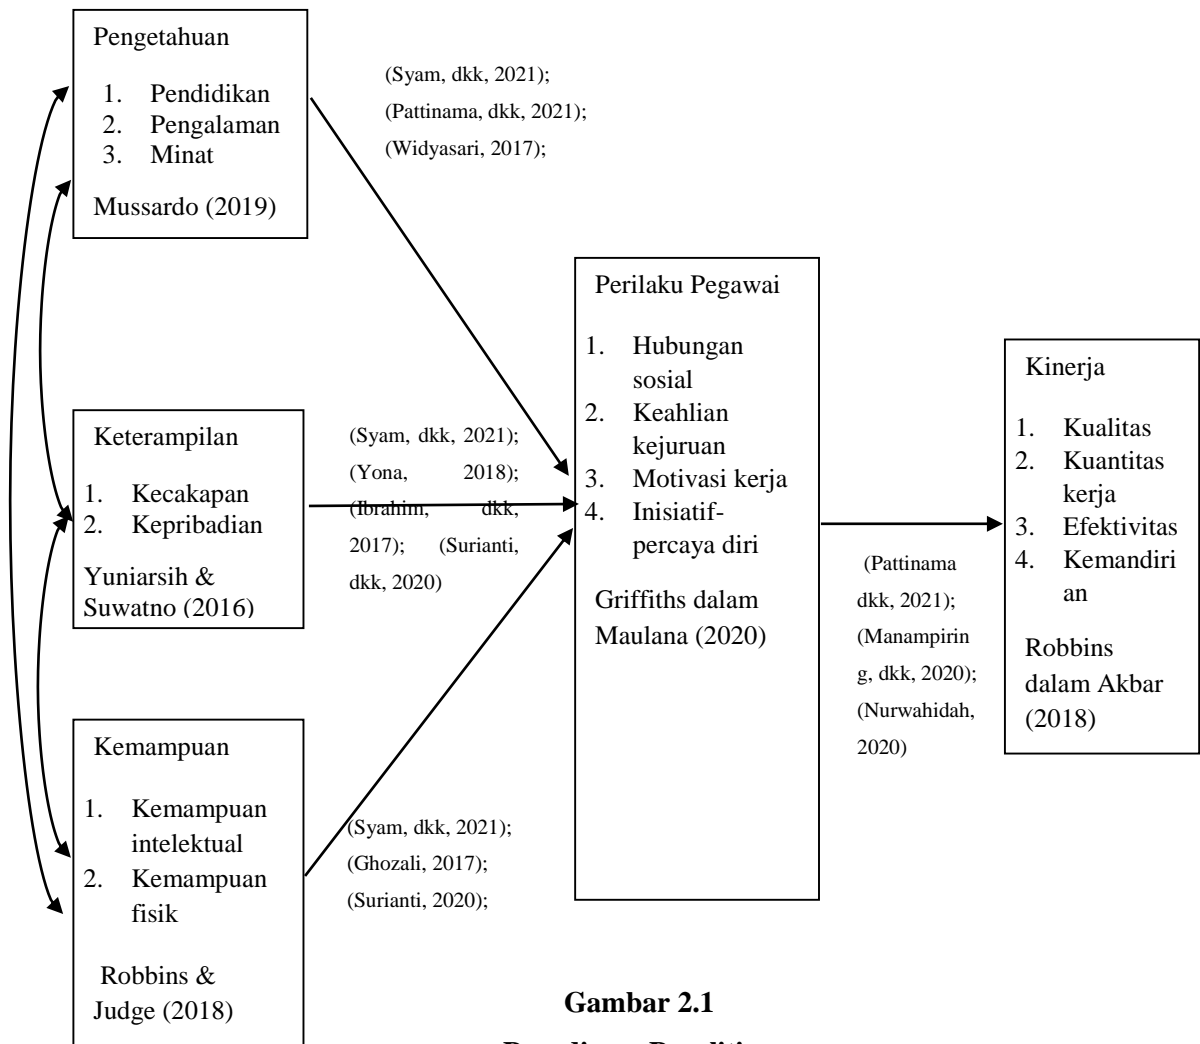 Pengetahuan
1. Pendidikan
2. Pengalaman
3. Minat
Mussardo (2019)
(Syam, dkk, 2021);
(Pattinama, dkk, 2021);
(Widyasari, 2017);
Keterampilan
1. Kecakapan
2. Kepribadian
Yuniarsih &
Suwatno (2016)
(Syam, dkk, 2021);
(Yona, 2018);
(Ibrahim, dkk,
2017); (Surianti,
dkk, 2020)
Kemampuan
1. Kemampuan
intelektual
2. Kemampuan
fisik
Robbins &
Judge (2018)
(Syam, dkk, 2021);
(Ghozali, 2017);
(Surianti, 2020);
Perilaku Pegawai
1. Hubungan
sosial
2. Keahlian
kejuruan
3. Motivasi kerja
4. Inisiatif-
percaya diri
Griffiths dalam
Maulana (2020)
(Pattinama
dkk, 2021);
(Manampirin
g, dkk, 2020);
(Nurwahidah,
2020)
Kinerja
1. Kualitas
2. Kuantitas
kerja
3. Efektivitas
4. Kemandiri
an
Robbins
dalam Akbar
(2018)
Gambar 2.1